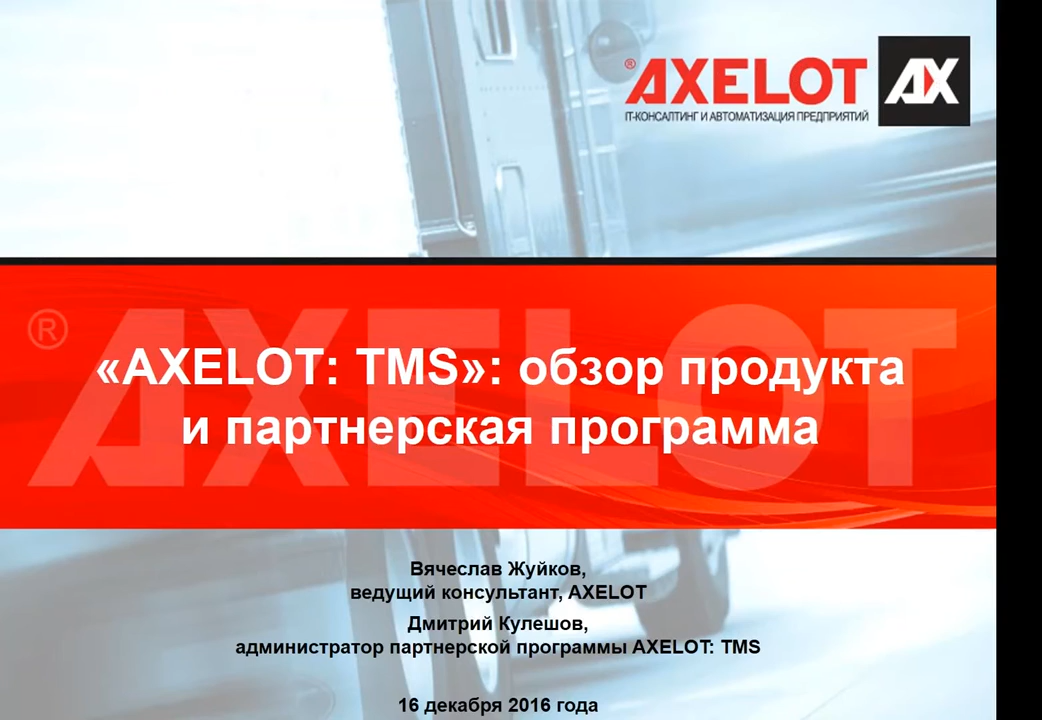 ® AXELOT AX
IT-КОНСАЛТИНГ И АВТОМАТИЗАЦИЯ ПРЕДПРИЯТИЙ
® AXELOT
«AXELOT: TMS»: обзор продукта
и партнерская программа
Вячеслав Жуйков,
ведущий консультант, AXELOT
Дмитрий Кулешов,
администратор партнерской программы AXELOT: TMS
16 декабря 2016 года